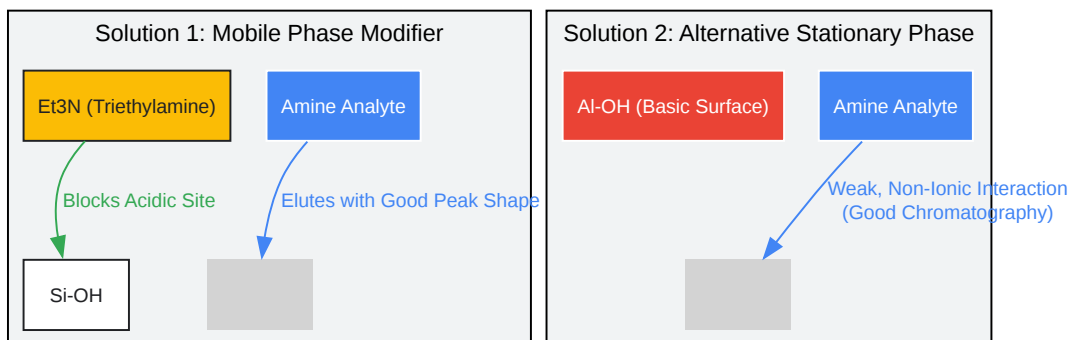 Solution 1: Mobile Phase Modifier
Et3N (Triethylamine)
Amine Analyte
Blocks Acidic Site
Elutes with Good Peak Shape
Si-OH
Solution 2: Alternative Stationary Phase
Al-OH (Basic Surface)
Amine Analyte
Weak, Non-Ionic Interaction
(Good Chromatography)